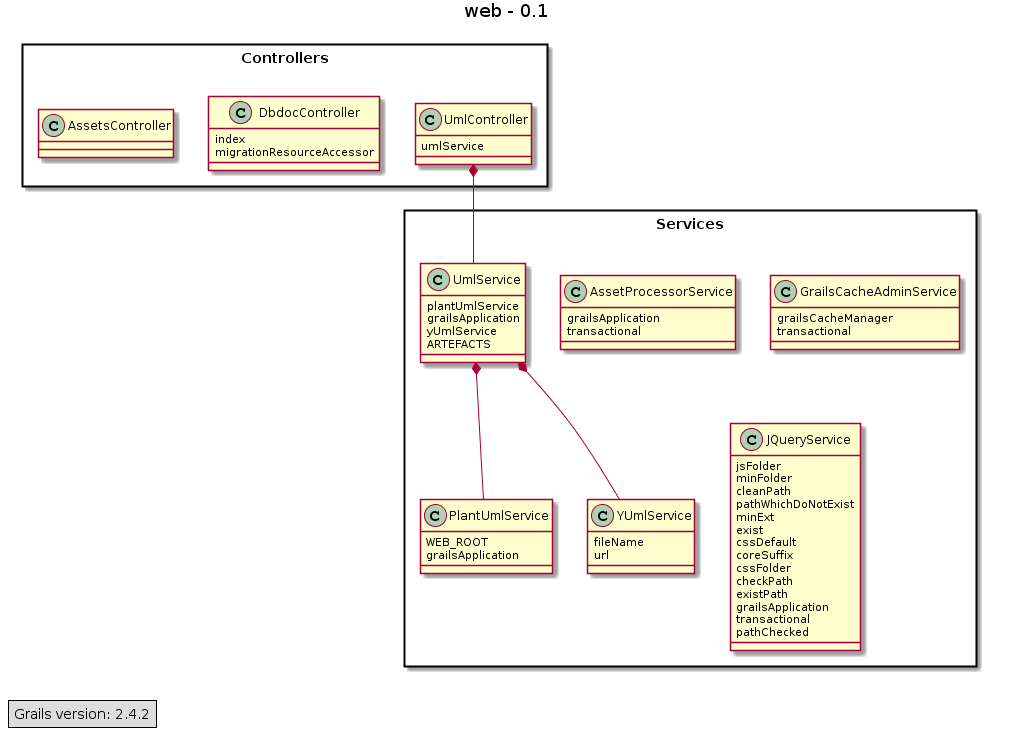 web - 0.1
Controllers
C AssetsController
C DbdocController
index
migrationResourceAccessor
C UmlController
umlService
Services
C UmlService
plantUmlService
grailsApplication
yUmlService
ARTEFACTS
C AssetProcessorService
grailsApplication
transactional
C GrailsCacheAdminService
grailsCacheManager
transactional
C PlantUmlService
WEB_ROOT
grailsApplication
C YUmlService
fileName
url
C JQueryService
jsFolder
minFolder
cleanPath
pathWhichDoNotExist
minExt
exist
cssDefault
coreSuffix
cssFolder
checkPath
existPath
grailsApplication
transactional
pathChecked
Grails version: 2.4.2